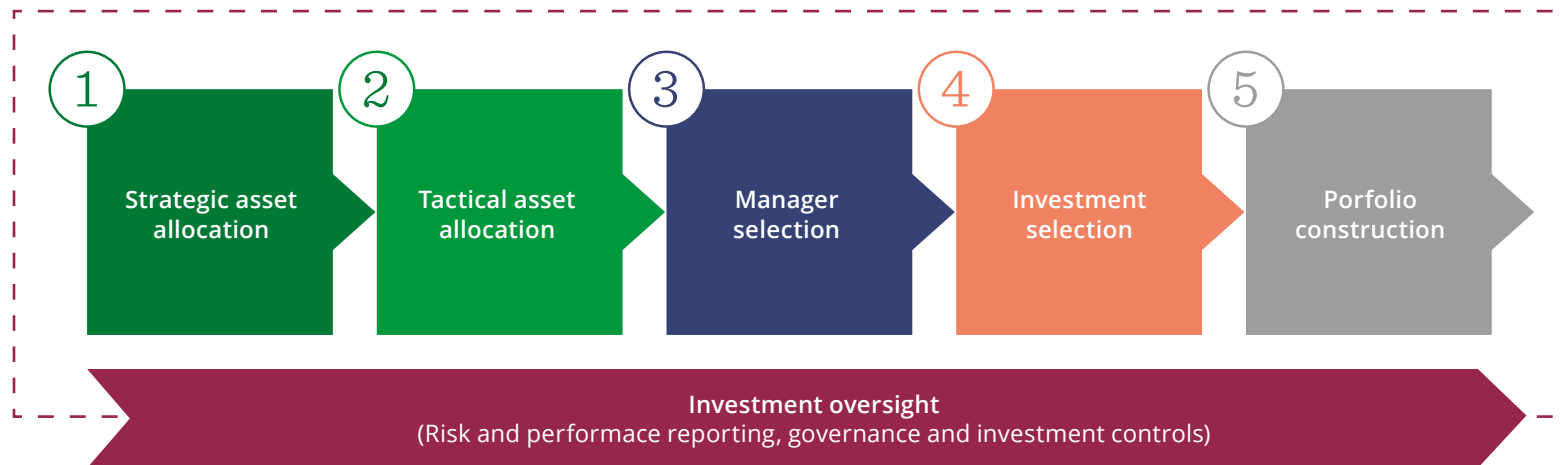 1
Strategic asset
allocation
2
Tactical asset
allocation
3
Manager
selection
4
Investment
selection
5
Porfolio
construction
Investment oversight
(Risk and performace reporting, governance and investment controls)